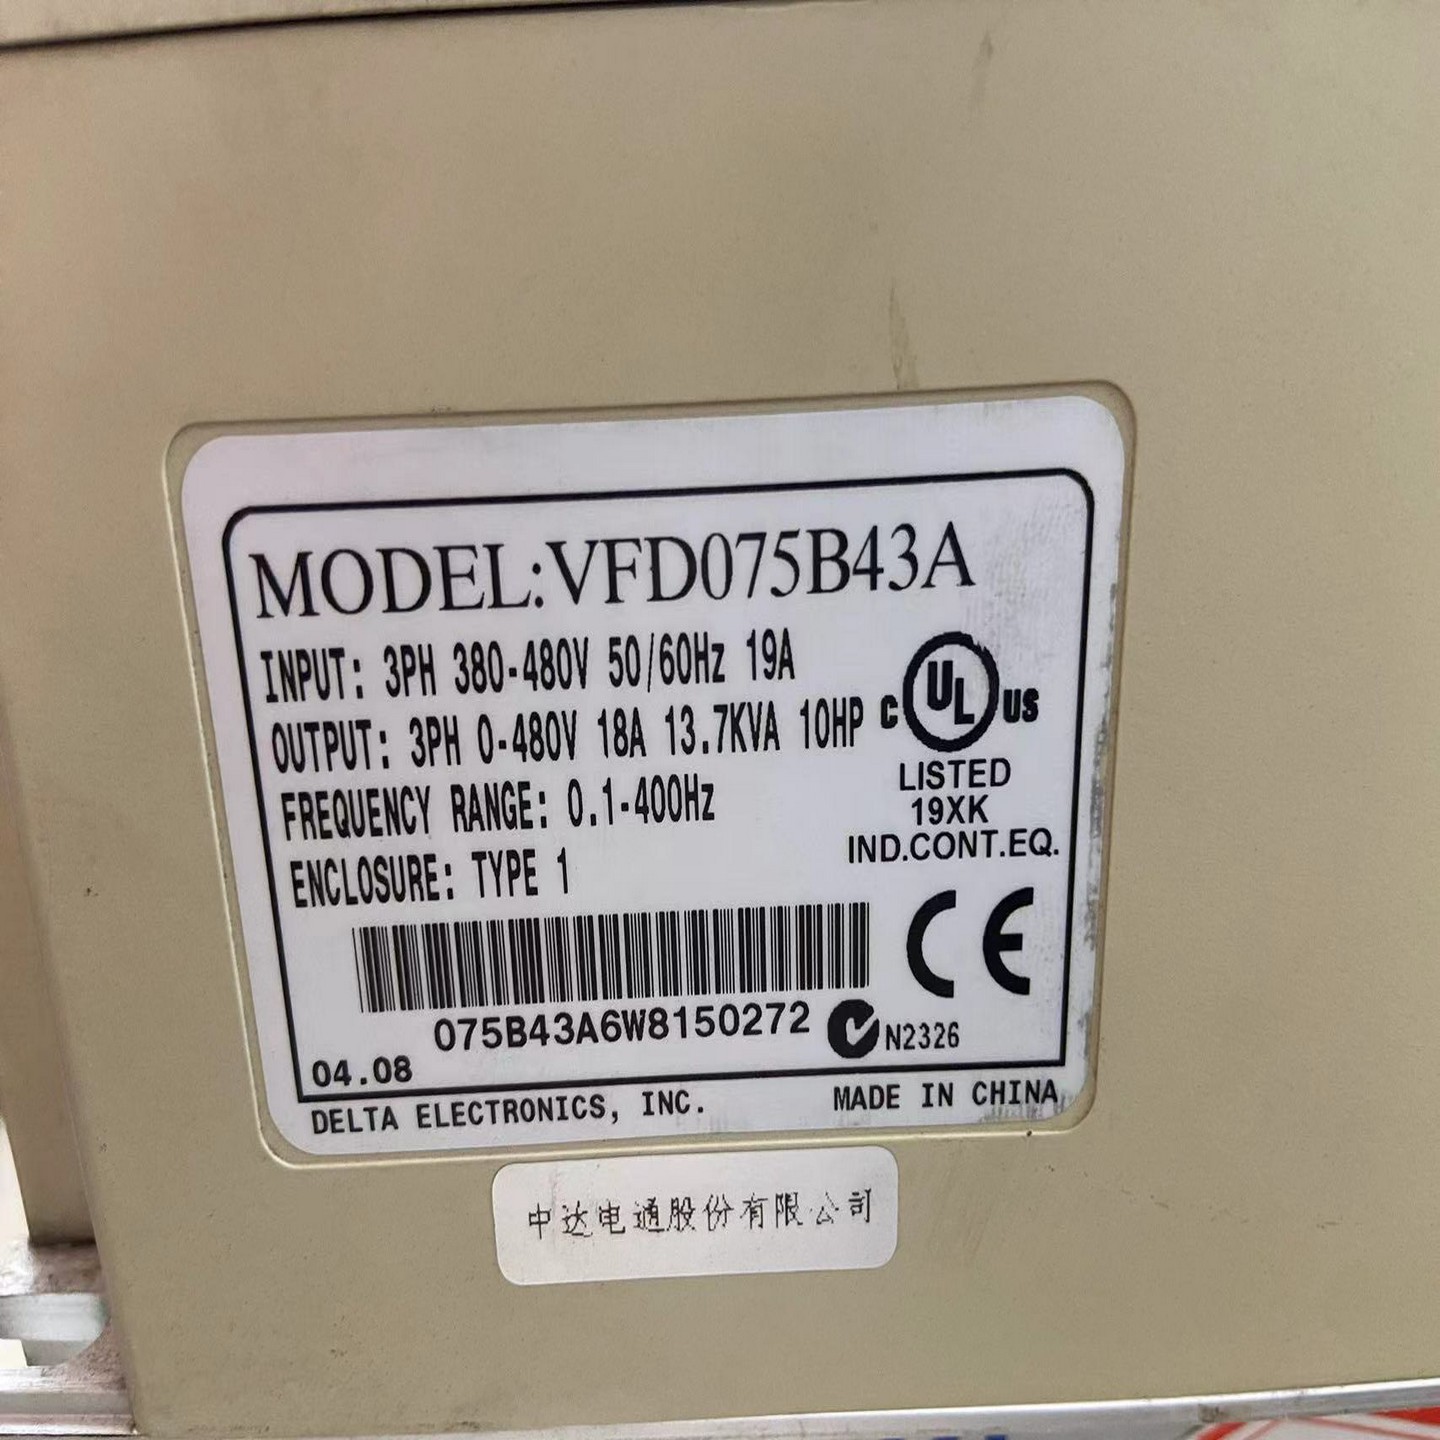 MODEL:VFD075B43A
INPUT: 3PH 380-480V 50/60Hz 19A
OUTPUT: 3PH 0-480V 18A 13.7KVA 10HP
FREQUENCY RANGE: 0.1-400Hz
ENCLOSURE: TYPE 1
C UL US
LISTED
19XK
IND.CONT.EQ.
CE
075B43A6W8150272
N2326
04.08
DELTA ELECTRONICS, INC. MADE IN CHINA
中达电通股份有限公司